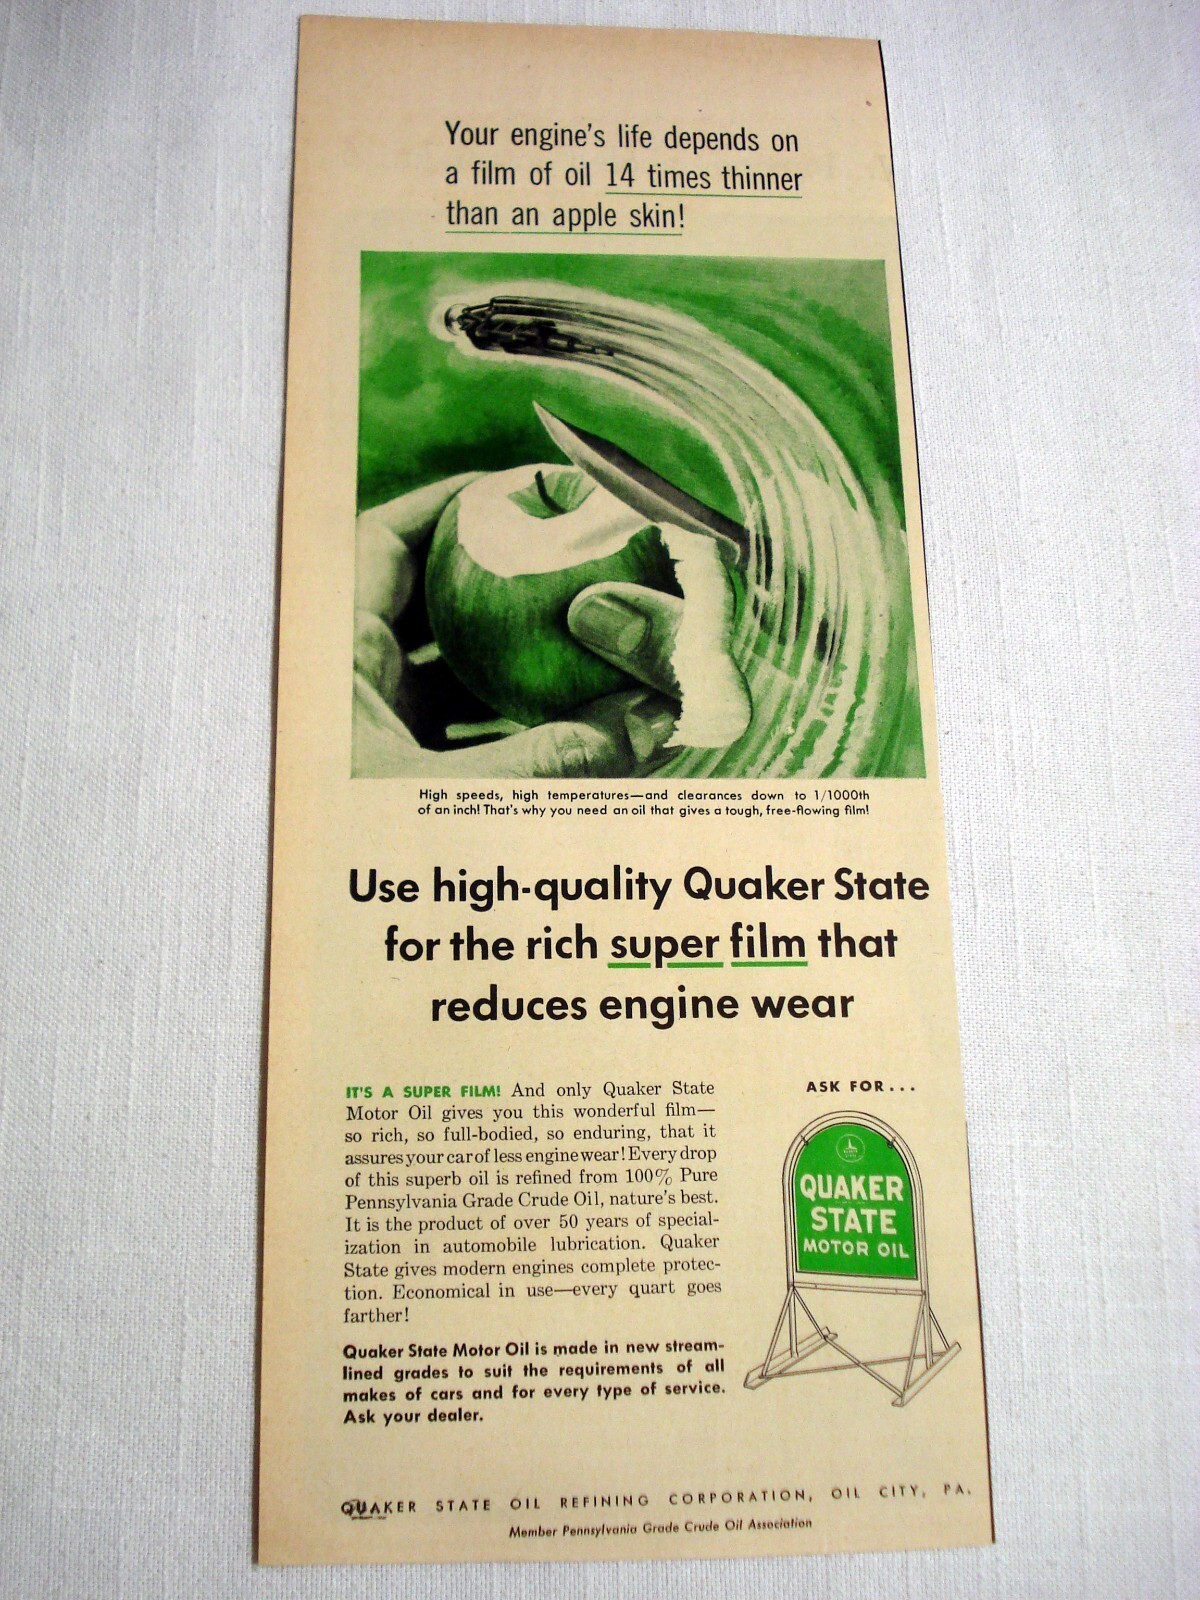 Your engine's life depends on
a film of oil 14 times thinner
than an apple skin!
High speeds, high temperatures—and clearances down to 1/1000th
of an inch! That's why you need an oil that gives a tough, free-flowing film!
Use high-quality Quaker State
for the rich super film that
reduces engine wear
IT'S A SUPER FILM! And only Quaker State
Motor Oil gives you this wonderful film—
so rich, so full-bodied, so enduring, that it
assures your car of less engine wear! Every drop
of this superb oil is refined from 100% Pure
Pennsylvania Grade Crude Oil, nature's best.
It is the product of over 50 years of special-
ization in automobile lubrication. Quaker
State gives modern engines complete protec-
tion. Economical in use—every quart goes
farther!
Quaker State Motor Oil is made in new stream-
lined grades to suit the requirements of all
makes of cars and for every type of service.
Ask your dealer.
ASK FOR...
QUAKER
STATE
MOTOR OIL
QUAKER STATE OIL REFINING CORPORATION, OIL CITY, PA.
Member Pennsylvania Grade Crude Oil Association